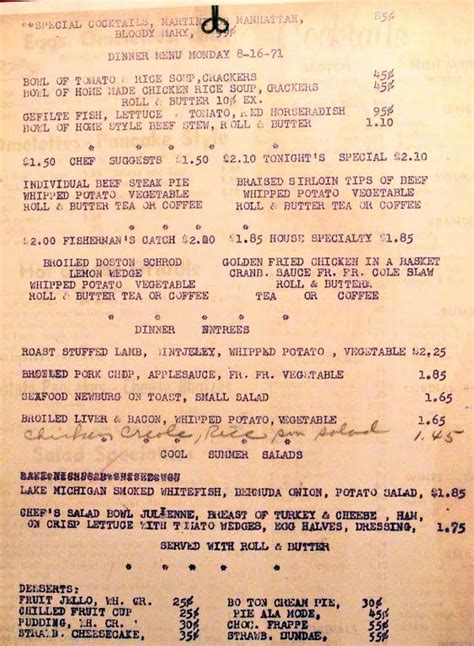 **SPECIAL COCKTAILS, MARTINI, MANHATTAN, 85¢
BLOODY MARY,
DINNER MENU MONDAY 8-16-71
BOWL OF TOMATO & RICE SOUP, CRACKERS 45¢
BOWL OF HOME MADE CHICKEN RICE SOUP, CRACKERS 45¢
ROLL & BUTTER 10¢ EX.
GEFILTE FISH, LETTUCE & TOMATO, RED HORSERADISH 95¢
BOWL OF HOME STYLE BEEF STEW, ROLL & BUTTER 1.10
* * * * *
$1.50 CHEF SUGGESTS $1.50 $2.10 TONIGHT'S SPECIAL $2.10
INDIVIDUAL BEEF STEAK PIE BRAISED SIRLOIN TIPS OF BEEF
WHIPPED POTATO VEGETABLE WHIPPED POTATO VEGETABLE
ROLL & BUTTER TEA OR COFFEE ROLL & BUTTER TEA OR COFFEE
* * * * *
$2.00 FISHERMAN'S CATCH $2.00 $1.85 HOUSE SPECIALTY $1.85
BROILED BOSTON SCHROD GOLDEN FRIED CHICKEN IN A BASKET
LEMON WEDGE CRANB. SAUCE FR. FR. COLE SLAW
WHIPPED POTATO VEGETABLE ROLL & BUTTER
ROLL & BUTTER TEA OR COFFEE TEA OR COFFEE
* * * * *
DINNER ENTREES
ROAST STUFFED LAMB, MINTJELEY, WHIPPED POTATO, VEGETABLE $2.25
BROILED PORK CHOP, APPLESAUCE, FR. FR. VEGETABLE 1.85
SEAFOOD NEWBURG ON TOAST, SMALL SALAD 1.65
BROILED LIVER & BACON, WHIPPED POTATO, VEGETABLE 1.65
Chicken Creole, Rice sm salad 1.45
COOL SUMMER SALADS
LAKE MICHIGAN SMOKED WHITEFISH, BERMUDA ONION, POTATO SALAD, $1.85
CHEF'S SALAD BOWL JULIENNE, BREAST OF TURKEY & CHEESE, HAM,
ON CRISP LETTUCE WITH TOMATO WEDGES, EGG HALVES, DRESSING, 1.75
SERVED WITH ROLL & BUTTER
* * * * *
DESSERTS:
FRUIT JELLO, WH. CR. 25¢ BOSTON CREAM PIE, 30¢
CHILLED FRUIT CUP 25¢ PIE ALA MODE, 45¢
PUDDING, WH. CR. 30¢ CHOC. FRAPPE 55¢
STRAWB. CHEESECAKE, 35¢ STRAWB. SUNDAE, 55¢